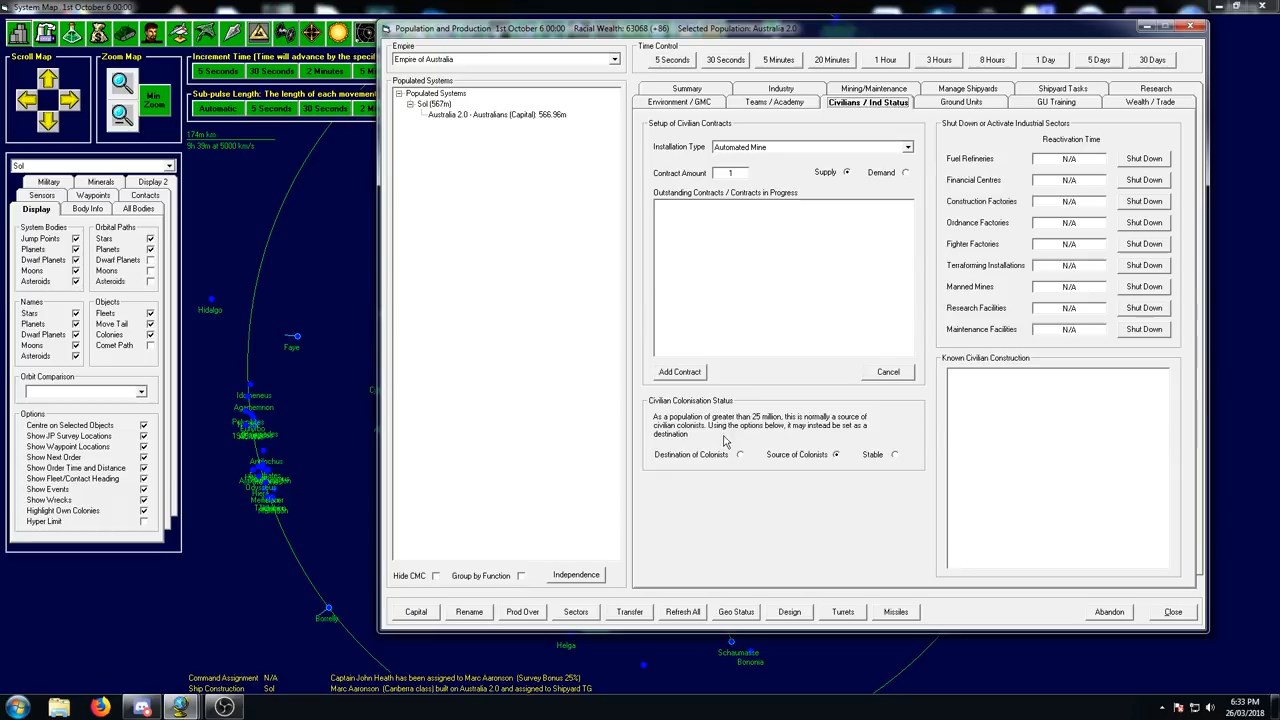 System Map  1st October 6 00:00
Scroll Map
Zoom Map
Min
Zoom
Increment Time (Time will advance by the specifi
5 Seconds
30 Seconds
2 Minutes
Sub-pulse Length: The length of each movement
Automatic
5 Seconds
30 Seconds
174m km
9h 39m at 5000 km/s
Sol
Military
Minerals
Display 2
Sensors
Waypoints
Contacts
Display
Body Info
All Bodies
System Bodies
Orbital Paths
Jump Points
Stars
Planets
Planets
Dwarf Planets
Dwarf Planets
Moons
Moons
Asteroids
Asteroids
Names
Objects
Stars
Fleets
Planets
Move Tail
Dwarf Planets
Colonies
Moons
Comet Path
Asteroids
Orbit Comparison
Options
Centre on Selected Objects
Show JP Survey Locations
Show Waypoint Locations
Show Next Order
Show Order Time and Distance
Show Fleet/Contact Heading
Show Events
Show Wrecks
Highlight Own Colonies
Hyper Limit
Hidalgo
Faye
Idomeneus
Agamemnon
Antilochus
Odysseus
Borrelly
Helga
Schaumasse
Bononia
Command Assignment
N/A
Captain John Heath has been assigned to Marc Aaronson (Survey Bonus 25%)
Ship Construction
Sol
Marc Aaronson (Canberra class) built on Australia 2.0 and assigned to Shipyard TG
Population and Production  1st October 6 00:00    Racial Wealth: 63068 (+86)    Selected Population: Australia 2.0
Empire
Empire of Australia
Populated Systems
Populated Systems
Sol (567m)
Australia 2.0 - Australians (Capital): 566.96m
Hide CMC
Group by Function
Independence
Time Control
5 Seconds
30 Seconds
5 Minutes
20 Minutes
1 Hour
3 Hours
8 Hours
1 Day
5 Days
30 Days
Summary
Industry
Mining/Maintenance
Manage Shipyards
Shipyard Tasks
Research
Environment / GMC
Teams / Academy
Civilians / Ind Status
Ground Units
GU Training
Wealth / Trade
Setup of Civilian Contracts
Installation Type
Automated Mine
Contract Amount
1
Supply
Demand
Outstanding Contracts / Contracts in Progress
Add Contract
Cancel
Civilian Colonisation Status
As a population of greater than 25 million, this is normally a source of
civilian colonists. Using the options below, it may instead be set as a
destination
Destination of Colonists
Source of Colonists
Stable
Shut Down or Activate Industrial Sectors
Reactivation Time
Fuel Refineries
N/A
Shut Down
Financial Centres
N/A
Shut Down
Construction Factories
N/A
Shut Down
Ordnance Factories
N/A
Shut Down
Fighter Factories
N/A
Shut Down
Terraforming Installations
N/A
Shut Down
Manned Mines
N/A
Shut Down
Research Facilities
N/A
Shut Down
Maintenance Facilities
N/A
Shut Down
Known Civilian Construction
Capital
Rename
Prod Over
Sectors
Transfer
Refresh All
Geo Status
Design
Turrets
Missiles
Abandon
Close
6:33 PM
26/03/2018